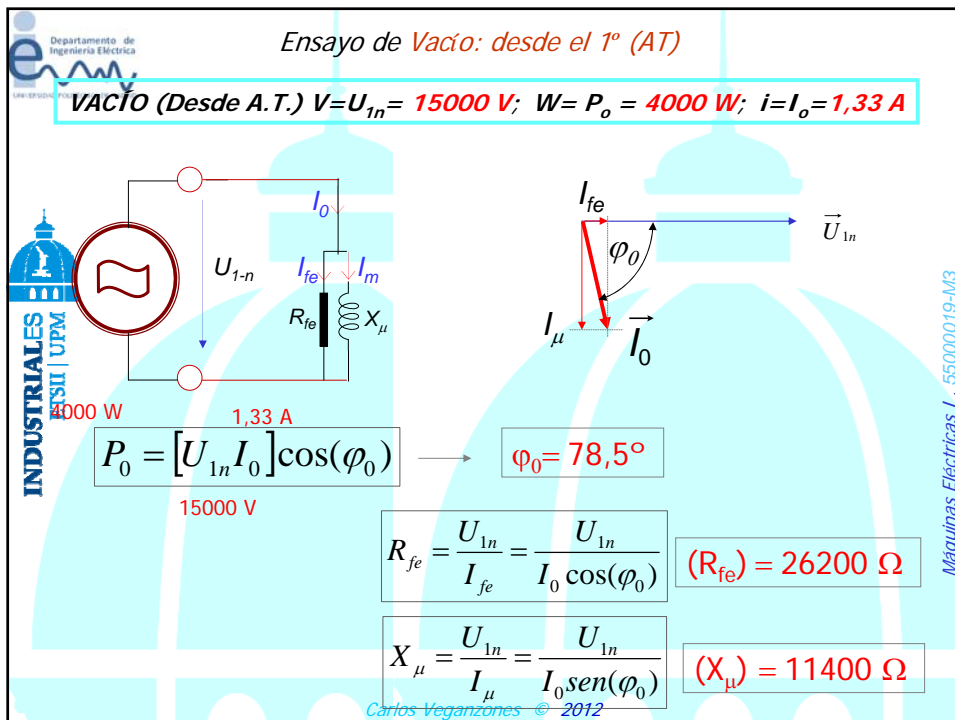 Departamento de
Ingeniería Eléctrica
Ensayo de Vacío: desde el 1º (AT)
VACÍO (Desde A.T.) V=U1n= 15000 V; W= Po = 4000 W; i=Io=1,33 A
I0
U1-n
Ife
Im
Rfe
Xμ
Ife
φ0
U1n
Iμ
I0
INDUSTRIALES
ETSII | UPM
4000 W
1,33 A
P0 = [U1n I0] cos(φ0)
φ0= 78,5º
15000 V
Rfe = U1n / Ife = U1n / I0 cos(φ0)
(Rfe) = 26200 Ω
Xμ = U1n / Iμ = U1n / I0 sen(φ0)
(Xμ) = 11400 Ω
Carlos Veganzones © 2012
Máquinas Eléctricas I. 55000019-M3